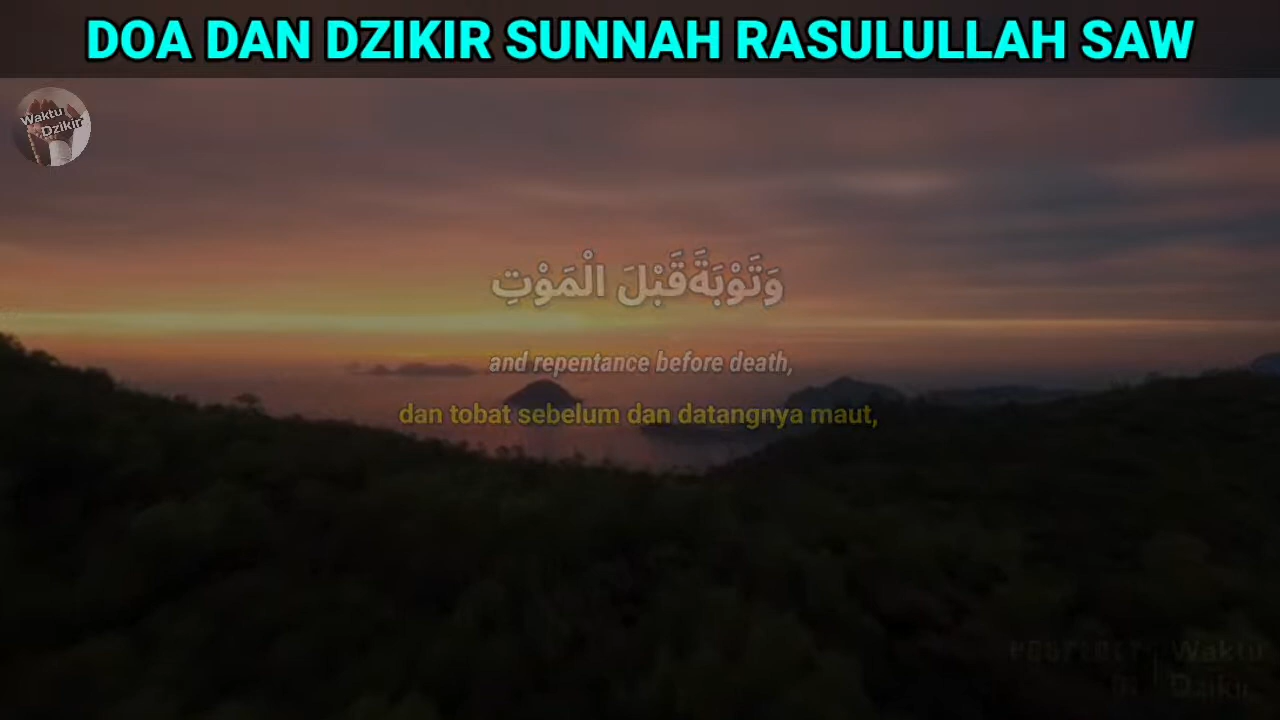 DOA DAN DZIKIR SUNNAH RASULULLAH SAW
Waktu
Dzikir
وَتَوْبَةً قَبْلَ الْمَوْتِ
and repentance before death,
dan tobat sebelum dan datangnya maut,
Waktu
Dzikir